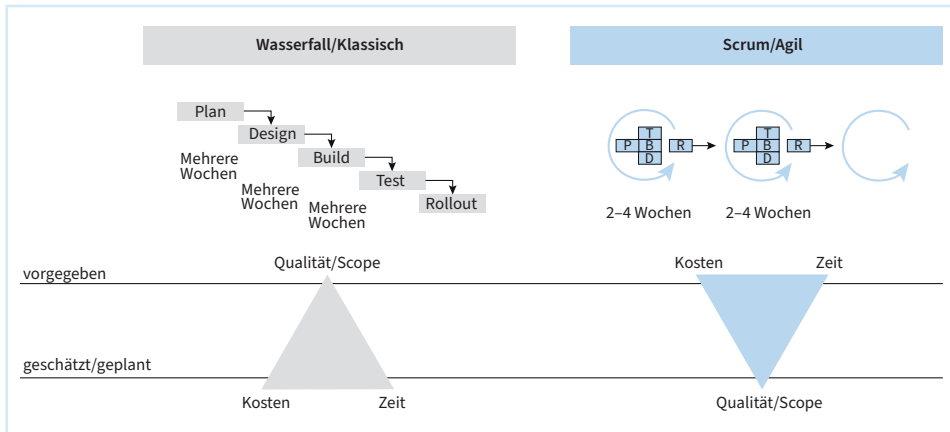 Wasserfall/Klassisch
Scrum/Agil
Plan
Design
Build
Test
Rollout
Mehrere
Wochen
Mehrere
Wochen
Mehrere
Wochen
T
P B R
D
T
P B R
D
2–4 Wochen
2–4 Wochen
vorgegeben
geschätzt/geplant
Qualität/Scope
Kosten
Zeit
Kosten
Zeit
Qualität/Scope